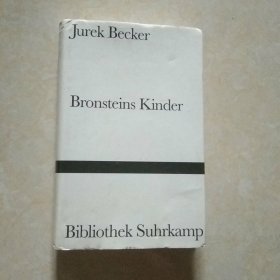 Jurek Becker
Bronsteins Kinder
Bibliothek Suhrkamp